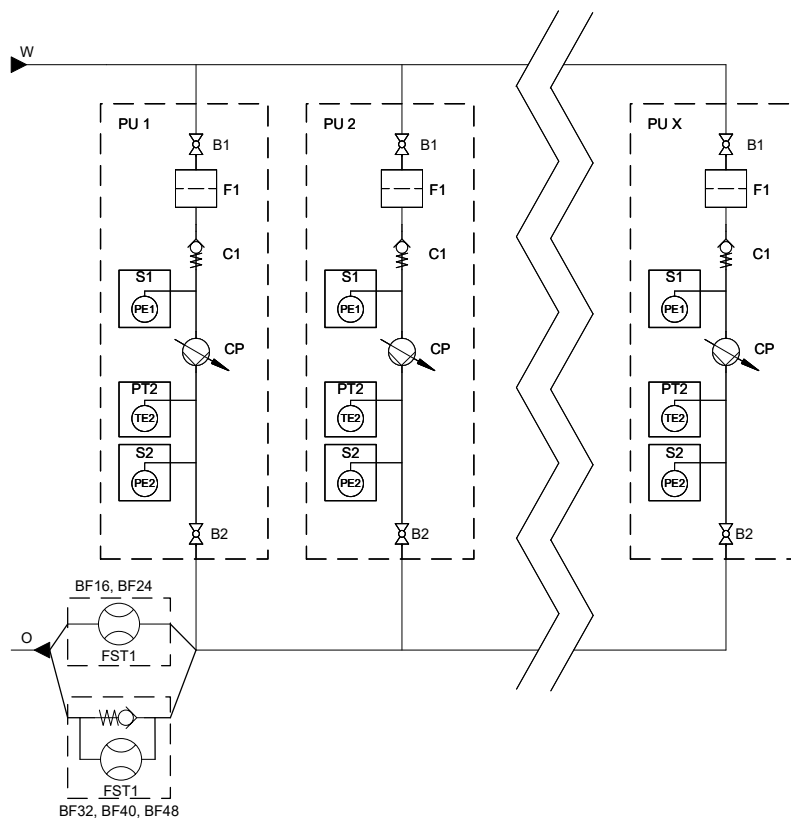 W
PU 1
PU 2
PU X
B1
B1
B1
F1
F1
F1
C1
C1
C1
S1
S1
S1
PE1
PE1
PE1
CP
CP
CP
PT2
PT2
PT2
TE2
TE2
TE2
S2
S2
S2
PE2
PE2
PE2
B2
B2
B2
BF16, BF24
O
FST1
FST1
BF32, BF40, BF48